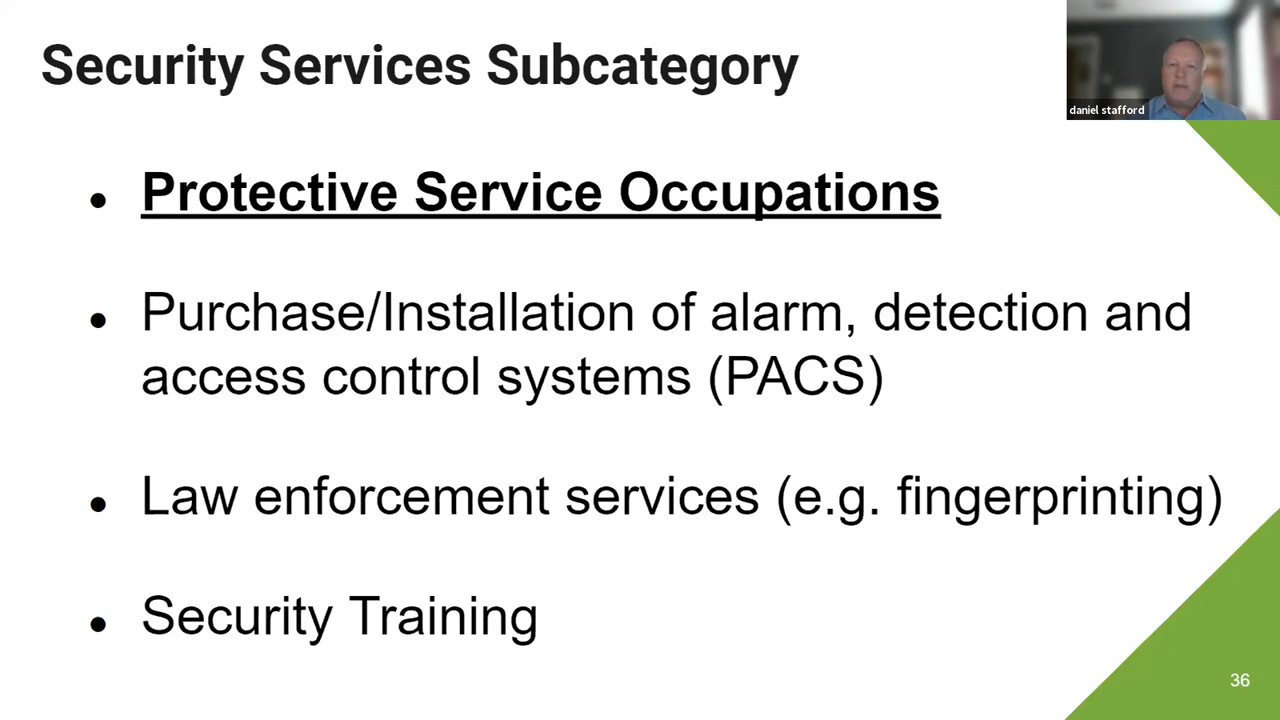 Security Services Subcategory
daniel stafford
● Protective Service Occupations
● Purchase/Installation of alarm, detection and
access control systems (PACS)
● Law enforcement services (e.g. fingerprinting)
● Security Training
36